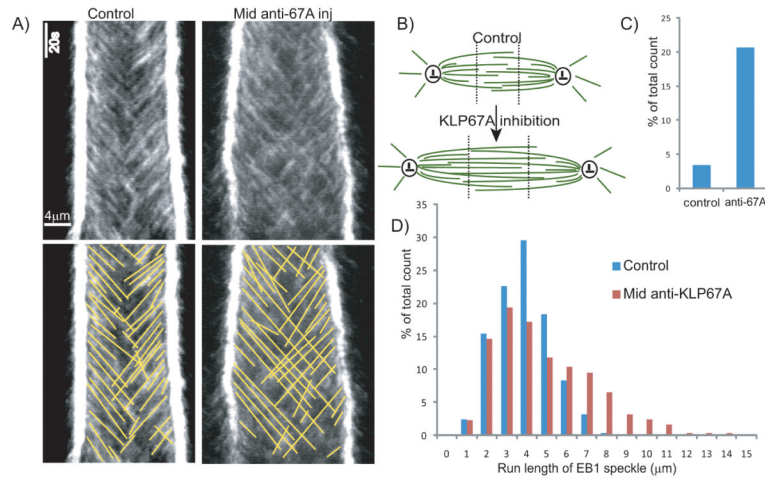 A)
Control
Mid anti-67A inj
20s
4μm
B)
Control
KLP67A inhibition
C)
% of total count
25
20
15
10
5
0
control
anti-67A
D)
% of total count
35
30
25
20
15
10
5
0
Control
Mid anti-KLP67A
0 1 2 3 4 5 6 7 8 9 10 11 12 13 14 15
Run length of EB1 speckle (μm)